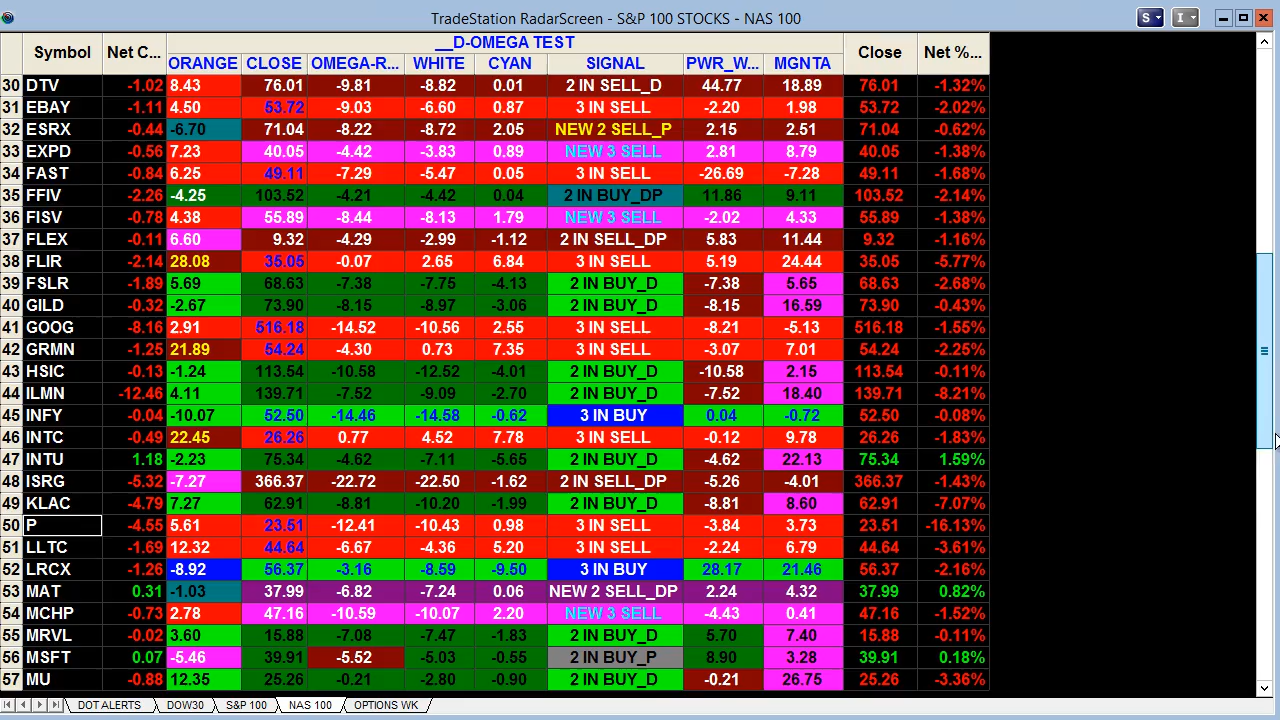 TradeStation RadarScreen - S&P 100 STOCKS - NAS 100
S I
Symbol Net C... __D-OMEGA TEST Close Net %...
ORANGE CLOSE OMEGA-R... WHITE CYAN SIGNAL PWR_W... MGNTA
30 DTV -1.02 8.43 76.01 -9.81 -8.82 0.01 2 IN SELL_D 44.77 18.89 76.01 -1.32%
31 EBAY -1.11 4.50 53.72 -9.03 -6.60 0.87 3 IN SELL -2.20 1.98 53.72 -2.02%
32 ESRX -0.44 -6.70 71.04 -8.22 -8.72 2.05 NEW 2 SELL_P 2.15 2.51 71.04 -0.62%
33 EXPD -0.56 7.23 40.05 -4.42 -3.83 0.89 NEW 3 SELL 2.81 8.79 40.05 -1.38%
34 FAST -0.84 6.25 49.11 -7.29 -5.47 0.05 3 IN SELL -26.69 -7.28 49.11 -1.68%
35 FFIV -2.26 -4.25 103.52 -4.21 -4.42 0.04 2 IN BUY_DP 11.86 9.11 103.52 -2.14%
36 FISV -0.78 4.38 55.89 -8.44 -8.13 1.79 NEW 3 SELL -2.02 4.33 55.89 -1.38%
37 FLEX -0.11 6.60 9.32 -4.29 -2.99 -1.12 2 IN SELL_DP 5.83 11.44 9.32 -1.16%
38 FLIR -2.14 28.08 35.05 -0.07 2.65 6.84 3 IN SELL 5.19 24.44 35.05 -5.77%
39 FSLR -1.89 5.69 68.63 -7.38 -7.75 -4.13 2 IN BUY_D -7.38 5.65 68.63 -2.68%
40 GILD -0.32 -2.67 73.90 -8.15 -8.97 -3.06 2 IN BUY_D -8.15 16.59 73.90 -0.43%
41 GOOG -8.16 2.91 516.18 -14.52 -10.56 2.55 3 IN SELL -8.21 -5.13 516.18 -1.55%
42 GRMN -1.25 21.89 54.24 -4.30 0.73 7.35 3 IN SELL -3.07 7.01 54.24 -2.25%
43 HSIC -0.13 -1.24 113.54 -10.58 -12.52 -4.01 2 IN BUY_D -10.58 2.15 113.54 -0.11%
44 ILMN -12.46 4.11 139.71 -7.52 -9.09 -2.70 2 IN BUY_D -7.52 18.40 139.71 -8.21%
45 INFY -0.04 -10.07 52.50 -14.46 -14.58 -0.62 3 IN BUY 0.04 -0.72 52.50 -0.08%
46 INTC -0.49 22.45 26.26 0.77 4.52 7.78 3 IN SELL -0.12 9.78 26.26 -1.83%
47 INTU 1.18 -2.23 75.34 -4.62 -7.11 -5.65 2 IN BUY_D -4.62 22.13 75.34 1.59%
48 ISRG -5.32 -7.27 366.37 -22.72 -22.50 -1.62 2 IN SELL_DP -5.26 -4.01 366.37 -1.43%
49 KLAC -4.79 7.27 62.91 -8.81 -10.20 -1.99 2 IN BUY_D -8.81 8.60 62.91 -7.07%
50 P -4.55 5.61 23.51 -12.41 -10.43 0.98 3 IN SELL -3.84 3.73 23.51 -16.13%
51 LLTC -1.69 12.32 44.64 -6.67 -4.36 5.20 3 IN SELL -2.24 6.79 44.64 -3.61%
52 LRCX -1.26 -8.92 56.37 -3.16 -8.59 -9.50 3 IN BUY 28.17 21.46 56.37 -2.16%
53 MAT 0.31 -1.03 37.99 -6.82 -7.24 0.06 NEW 2 SELL_DP 2.24 4.32 37.99 0.82%
54 MCHP -0.73 2.78 47.16 -10.59 -10.07 2.20 NEW 3 SELL -4.43 0.41 47.16 -1.52%
55 MRVL -0.02 3.60 15.88 -7.08 -7.47 -1.83 2 IN BUY_D 5.70 7.40 15.88 -0.11%
56 MSFT 0.07 -5.46 39.91 -5.52 -5.03 -0.55 2 IN BUY_P 8.90 3.28 39.91 0.18%
57 MU -0.88 12.35 25.26 -0.21 -2.80 -0.90 2 IN BUY_D -0.21 26.75 25.26 -3.36%
DOT ALERTS DOW30 S&P 100 NAS 100 OPTIONS WK